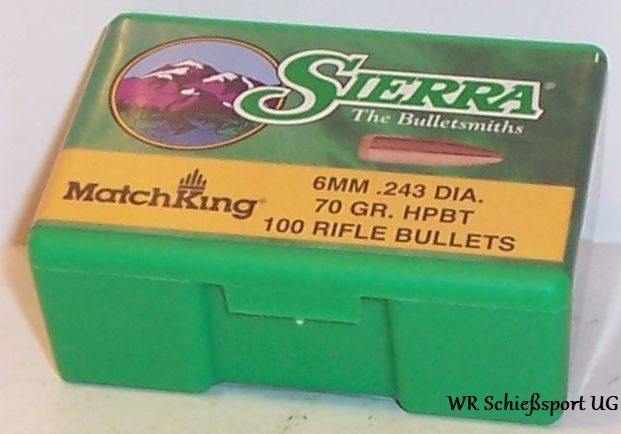 SIERRA®
The Bulletsmiths
MatchKing®
6MM .243 DIA.
70 GR. HPBT
100 RIFLE BULLETS
WR Schießsport UG